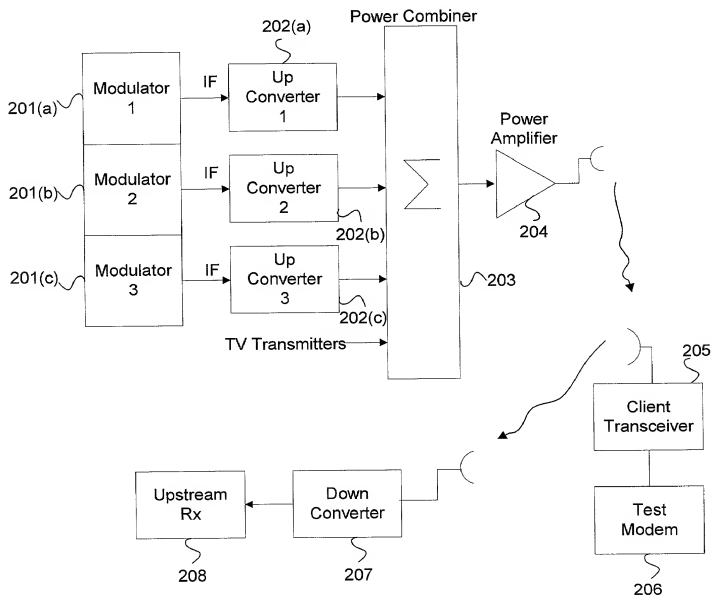 202(a)
Power Combiner
Modulator
1
IF
Up
Converter
1
201(a)
Power
Amplifier
Modulator
2
IF
Up
Converter
2
201(b)
Σ
204
202(b)
Modulator
3
IF
Up
Converter
3
201(c)
203
202(c)
TV Transmitters
205
Client
Transceiver
Upstream
Rx
Down
Converter
Test
Modem
208
207
206